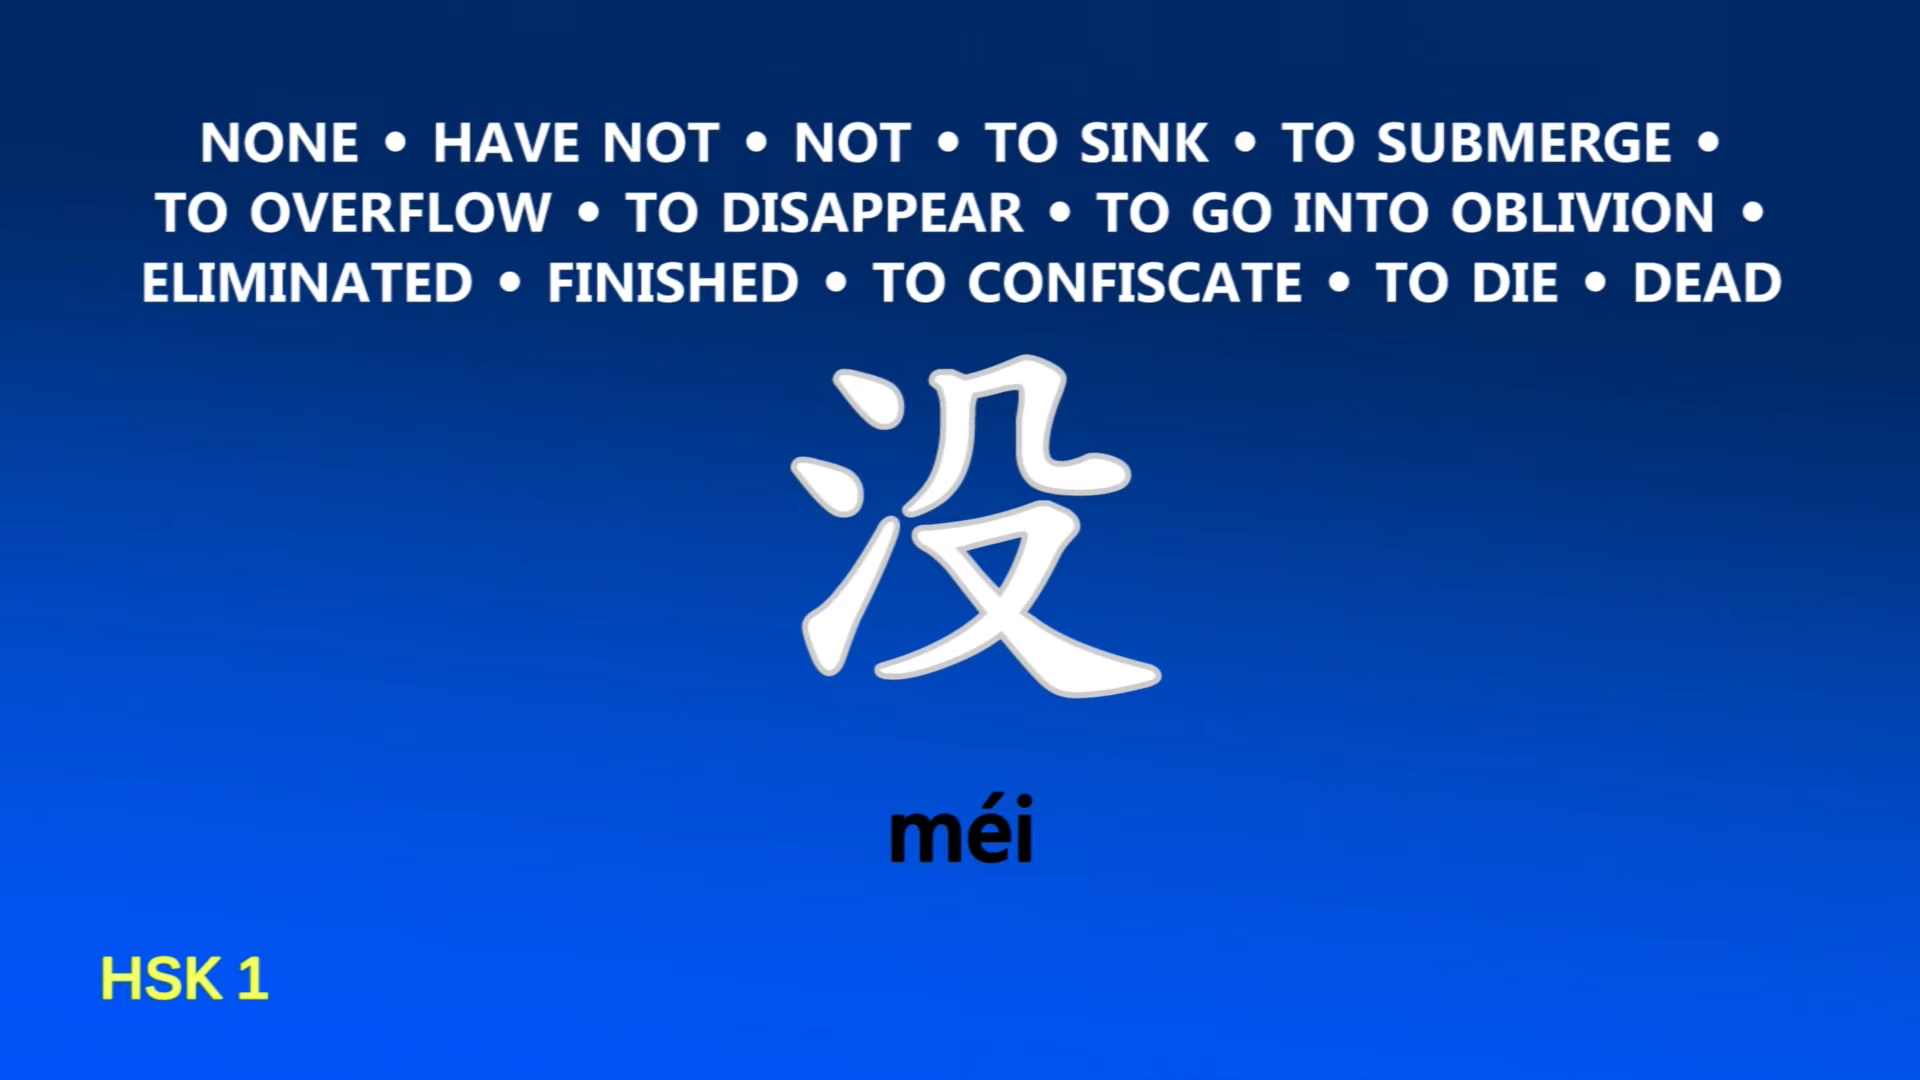 NONE • HAVE NOT • NOT • TO SINK • TO SUBMERGE •
TO OVERFLOW • TO DISAPPEAR • TO GO INTO OBLIVION •
ELIMINATED • FINISHED • TO CONFISCATE • TO DIE • DEAD
没
méi
HSK 1